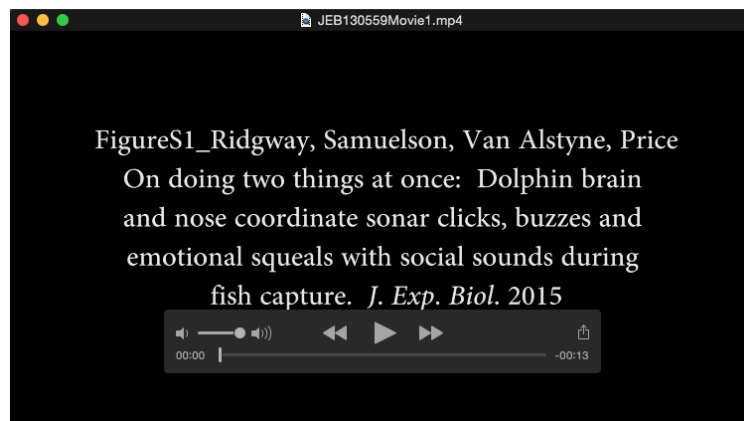 JEB130559Movie1.mp4
FigureS1_Ridgway, Samuelson, Van Alstyne, Price
On doing two things at once:  Dolphin brain
and nose coordinate sonar clicks, buzzes and
emotional squeals with social sounds during
fish capture.  J. Exp. Biol. 2015
00:00 -00:13